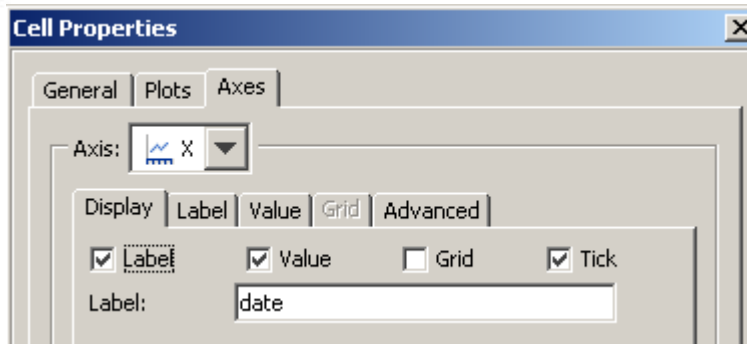 Cell Properties
General Plots Axes
Axis: X
Display Label Value Grid Advanced
Label Value Grid Tick
Label: date